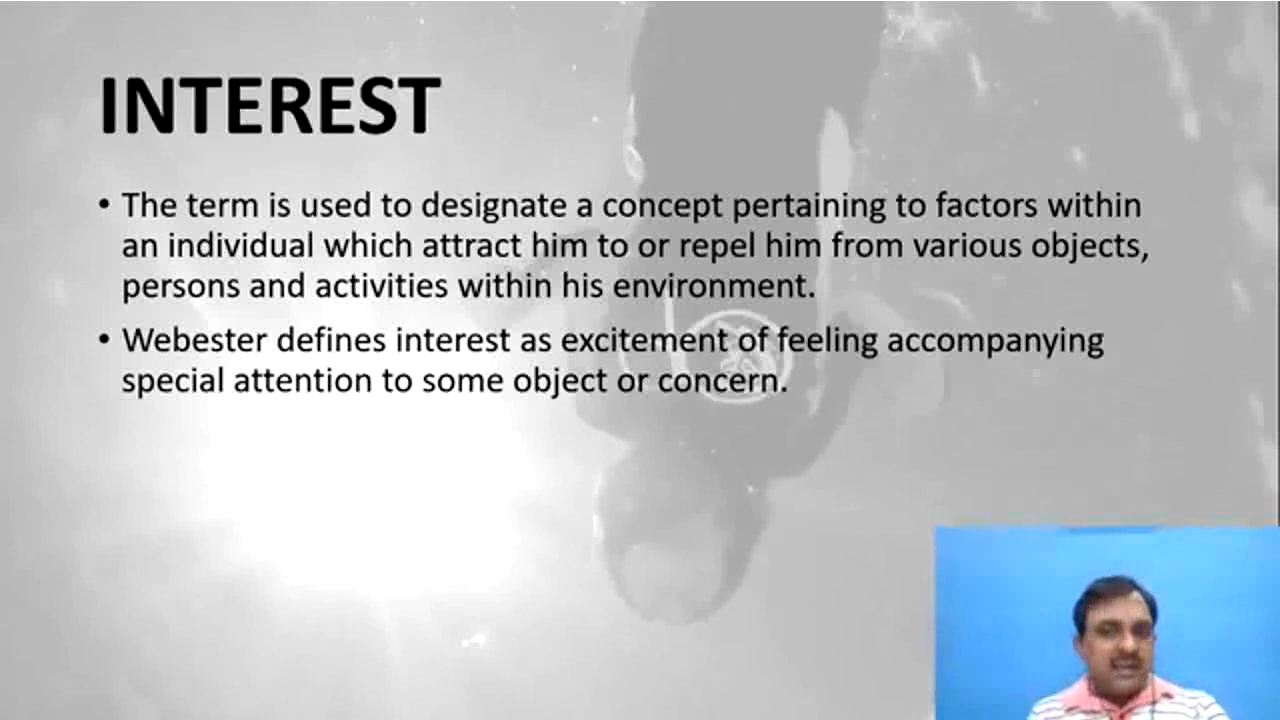 INTEREST
• The term is used to designate a concept pertaining to factors within
an individual which attract him to or repel him from various objects,
persons and activities within his environment.
• Webester defines interest as excitement of feeling accompanying
special attention to some object or concern.